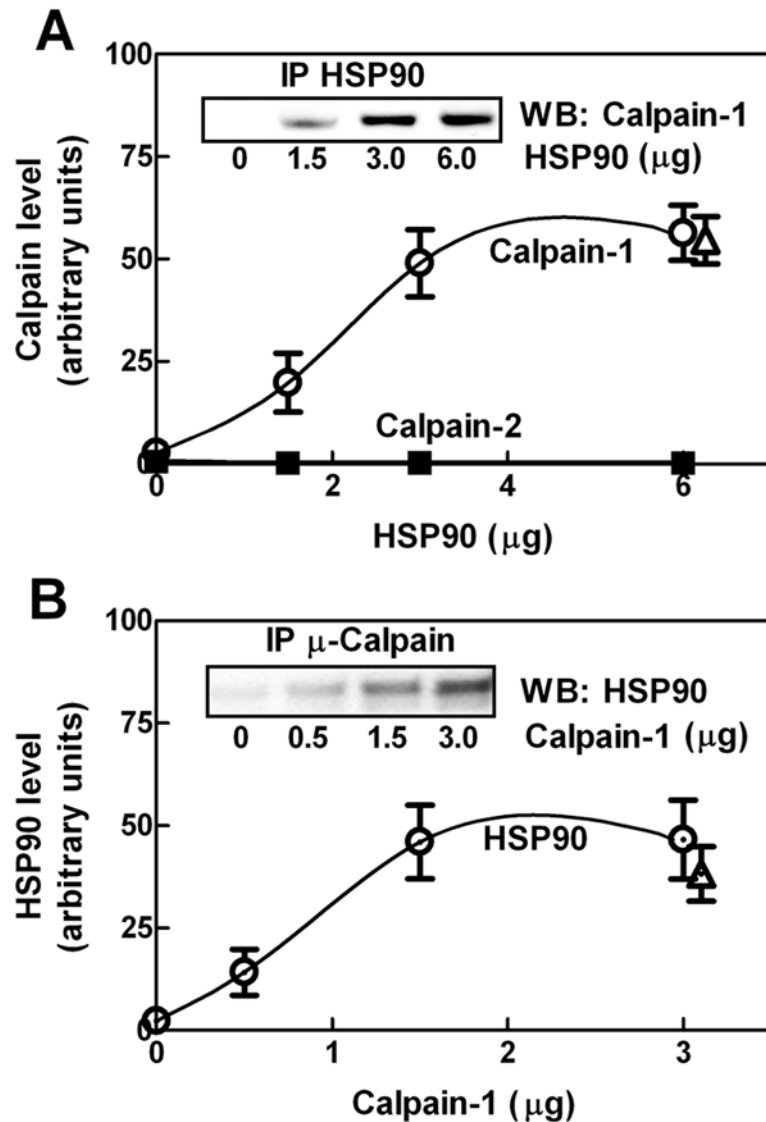 A
100
75
50
25
0
Calpain level
(arbitrary units)
IP HSP90
WB: Calpain-1
0 1.5 3.0 6.0 HSP90 (μg)
Calpain-1
Calpain-2
0 2 4 6
HSP90 (μg)
B
100
75
50
25
0
HSP90 level
(arbitrary units)
IP μ-Calpain
WB: HSP90
0 0.5 1.5 3.0 Calpain-1 (μg)
HSP90
0 1 2 3
Calpain-1 (μg)